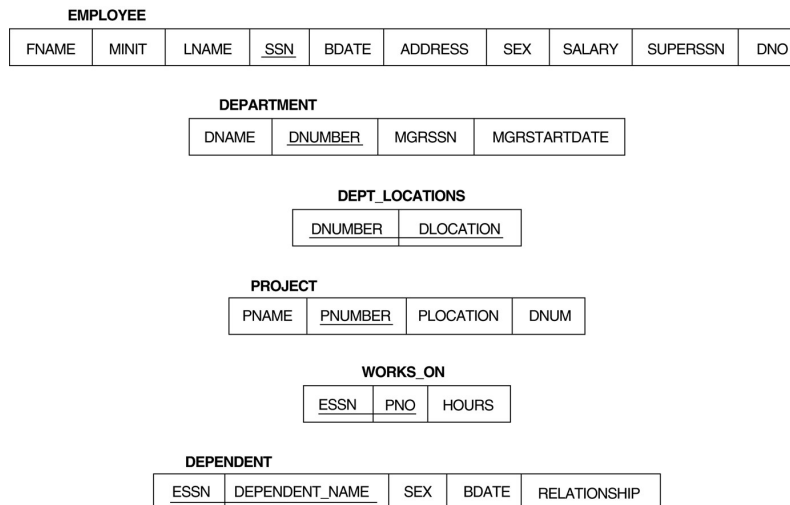 EMPLOYEE
FNAME MINIT LNAME SSN BDATE ADDRESS SEX SALARY SUPERSSN DNO
DEPARTMENT
DNAME DNUMBER MGRSSN MGRSTARTDATE
DEPT_LOCATIONS
DNUMBER DLOCATION
PROJECT
PNAME PNUMBER PLOCATION DNUM
WORKS_ON
ESSN PNO HOURS
DEPENDENT
ESSN DEPENDENT_NAME SEX BDATE RELATIONSHIP